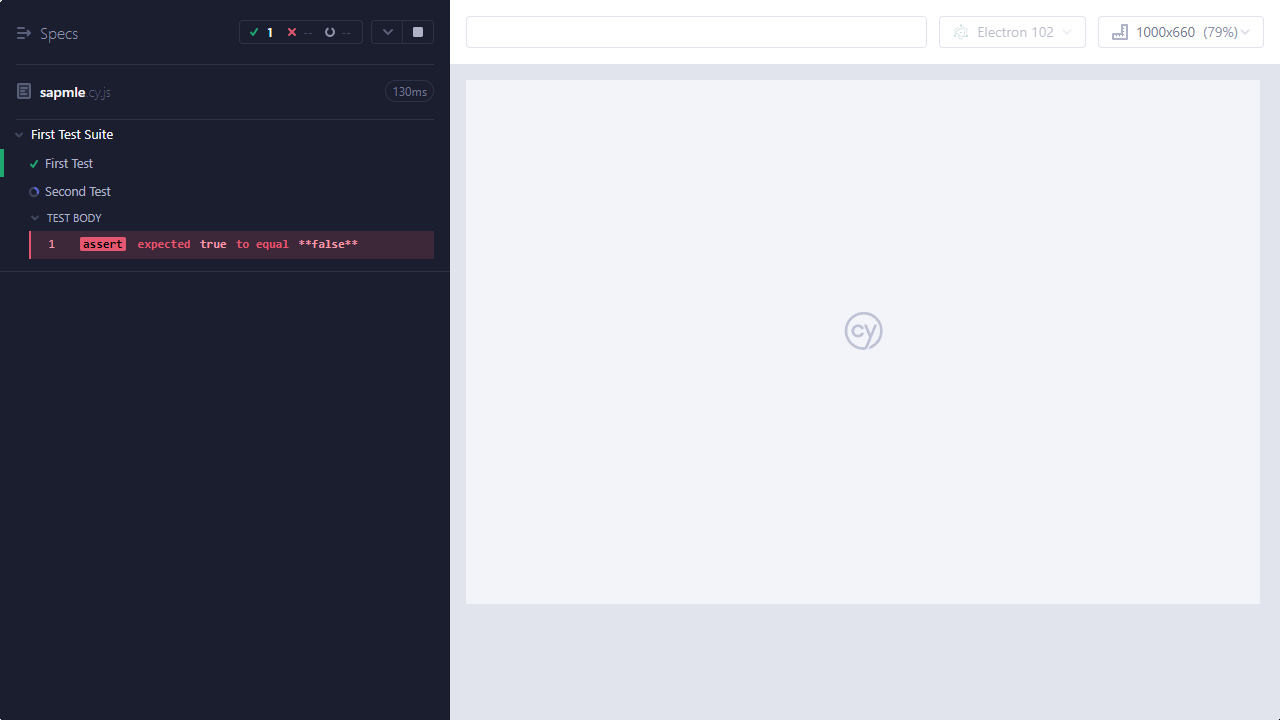 Specs
1 -- --
sapmle.cy.js
130ms
First Test Suite
First Test
Second Test
TEST BODY
1 assert expected true to equal **false**
Electron 102
1000x660 (79%)
cy